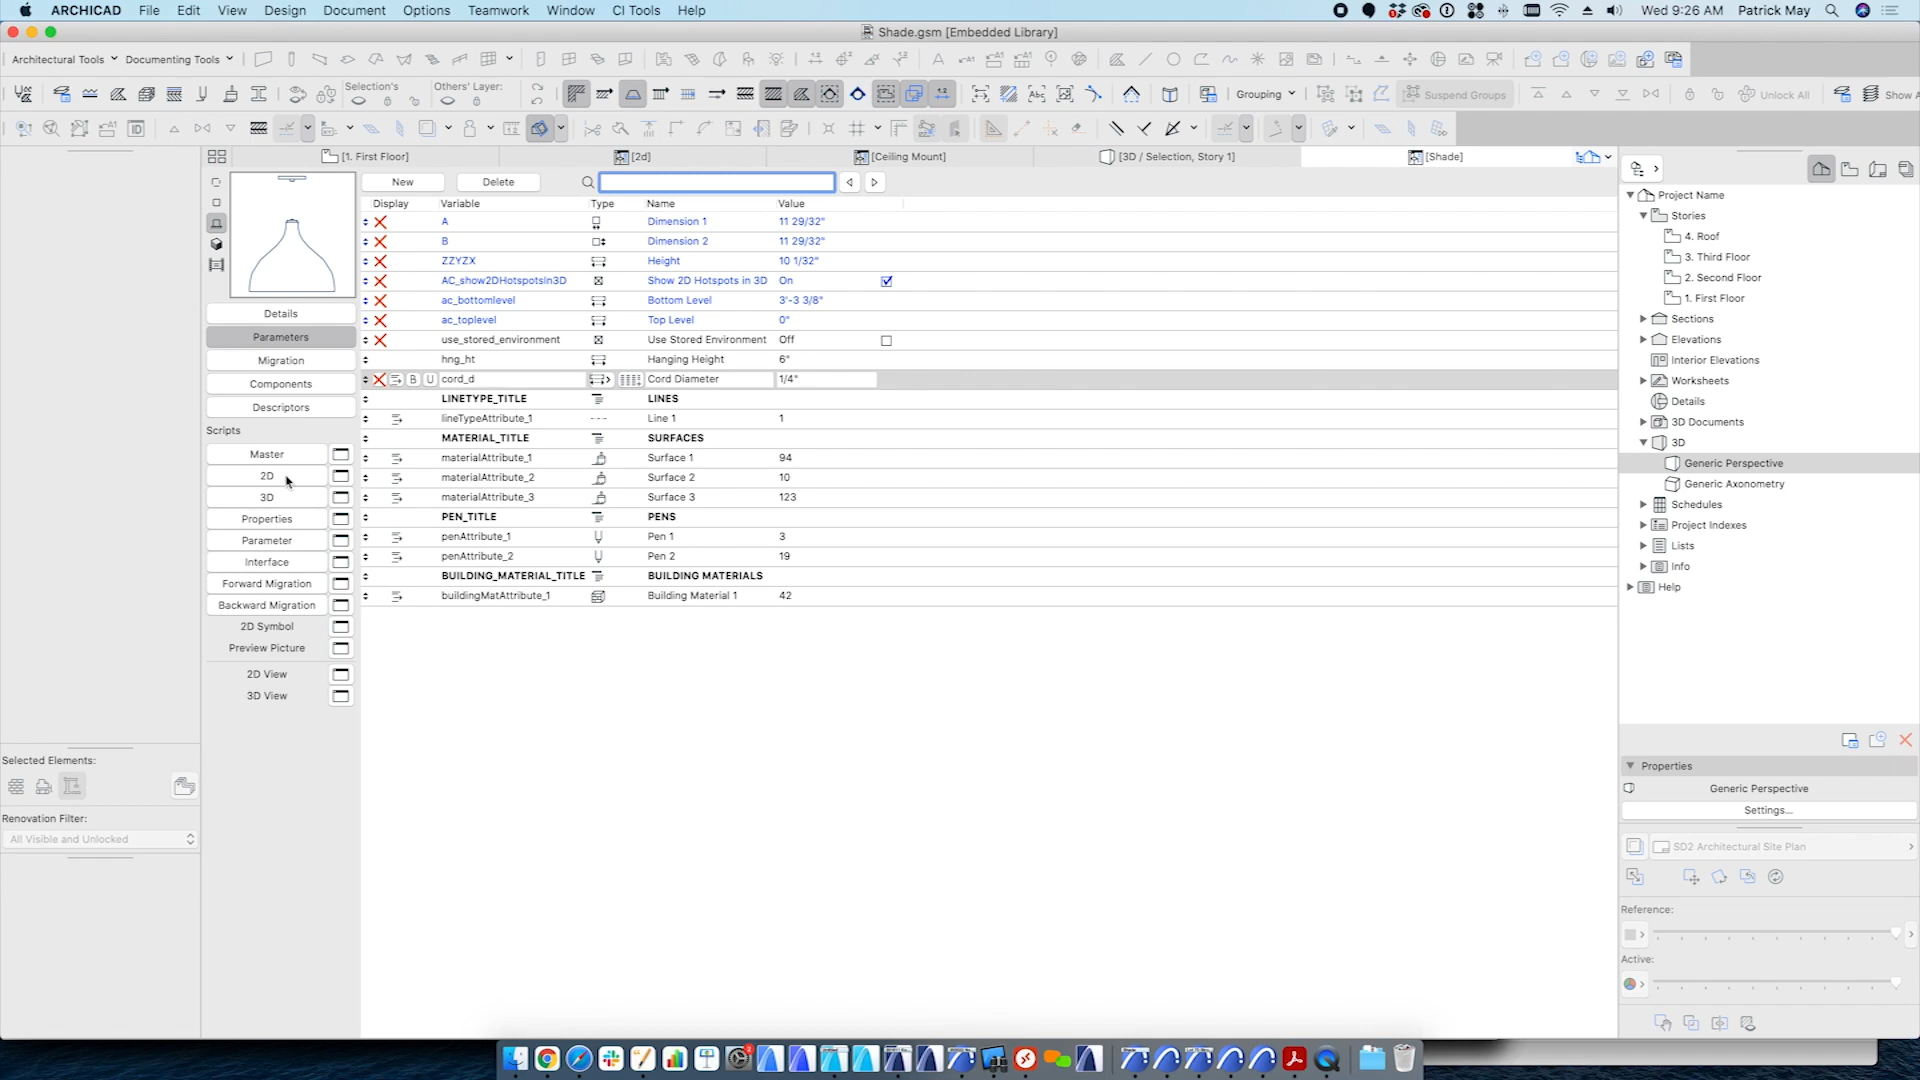 ARCHICAD File Edit View Design Document Options Teamwork Window CI Tools Help
Wed 9:26 AM Patrick May
Shade.gsm [Embedded Library]
Architectural Tools Documenting Tools
Selection's: Others' Layer:
Grouping Suspend Groups Unlock All Show A
[1. First Floor] [2d] [Ceiling Mount] [3D / Selection, Story 1] [Shade]
New Delete
Display Variable Type Name Value
A Dimension 1 11 29/32"
B Dimension 2 11 29/32"
ZZYZX Height 10 1/32"
AC_show2DHotspotsIn3D Show 2D Hotspots in 3D On
ac_bottomlevel Bottom Level 3'-3 3/8"
ac_toplevel Top Level 0"
use_stored_environment Use Stored Environment Off
hng_ht Hanging Height 6"
B U cord_d Cord Diameter 1/4"
LINETYPE_TITLE LINES
lineTypeAttribute_1 Line 1 1
MATERIAL_TITLE SURFACES
materialAttribute_1 Surface 1 94
materialAttribute_2 Surface 2 10
materialAttribute_3 Surface 3 123
PEN_TITLE PENS
penAttribute_1 Pen 1 3
penAttribute_2 Pen 2 19
BUILDING_MATERIAL_TITLE BUILDING MATERIALS
buildingMatAttribute_1 Building Material 1 42
Details
Parameters
Migration
Components
Descriptors
Scripts
Master
2D
3D
Properties
Parameter
Interface
Forward Migration
Backward Migration
2D Symbol
Preview Picture
2D View
3D View
Selected Elements:
Renovation Filter:
All Visible and Unlocked
Project Name
Stories
4. Roof
3. Third Floor
2. Second Floor
1. First Floor
Sections
Elevations
Interior Elevations
Worksheets
Details
3D Documents
3D
Generic Perspective
Generic Axonometry
Schedules
Project Indexes
Lists
Info
Help
Properties
Generic Perspective
Settings...
SD2 Architectural Site Plan
Reference:
Active: